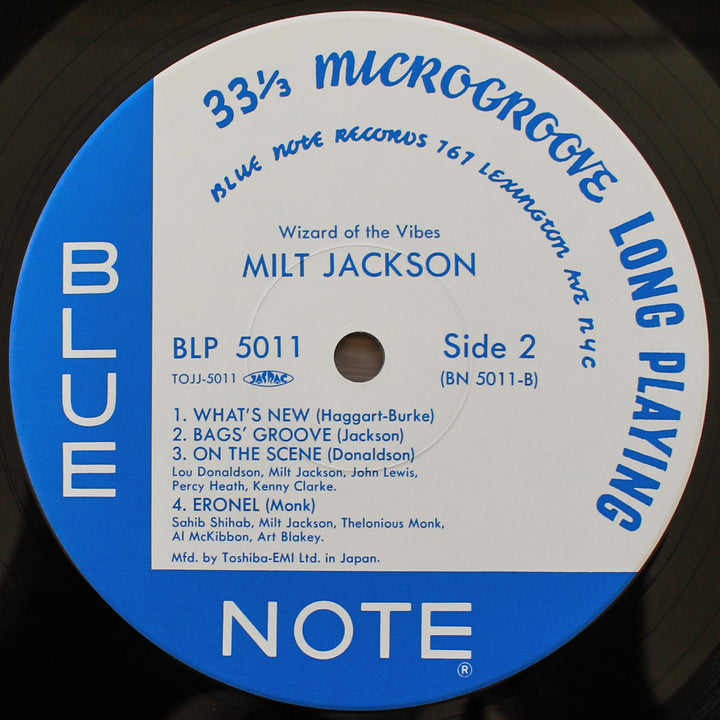 33⅓ MICROGROOVE LONG PLAYING
BLUE NOTE RECORDS 767 LEXINGTON AVE NYC
Wizard of the Vibes
MILT JACKSON
BLP 5011
Side 2
TOJJ-5011 JASRAC
(BN 5011-B)
1. WHAT'S NEW (Haggart-Burke)
2. BAGS' GROOVE (Jackson)
3. ON THE SCENE (Donaldson)
Lou Donaldson, Milt Jackson, John Lewis,
Percy Heath, Kenny Clarke.
4. ERONEL (Monk)
Sahib Shihab, Milt Jackson, Thelonious Monk,
Al McKibbon, Art Blakey.
Mfd. by Toshiba-EMI Ltd. in Japan.
BLUE
NOTE
®